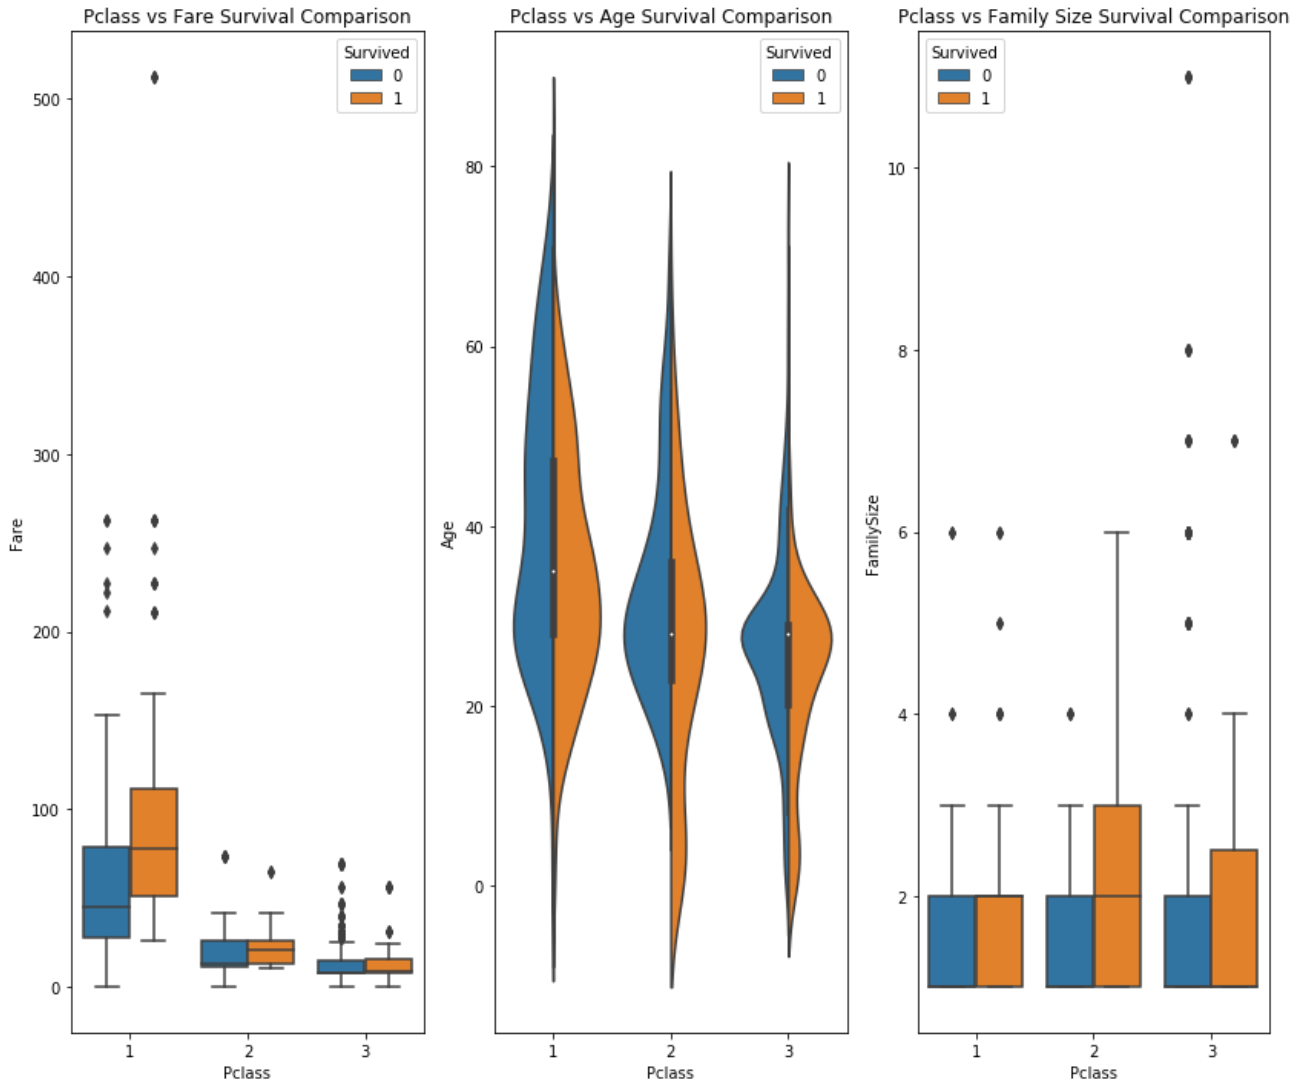 Pclass vs Fare Survival Comparison
Survived
0
1
500
400
300
200
100
0
Fare
1
2
3
Pclass
Pclass vs Age Survival Comparison
Survived
0
1
80
60
40
20
0
Age
1
2
3
Pclass
Pclass vs Family Size Survival Comparison
Survived
0
1
10
8
6
4
2
FamilySize
1
2
3
Pclass